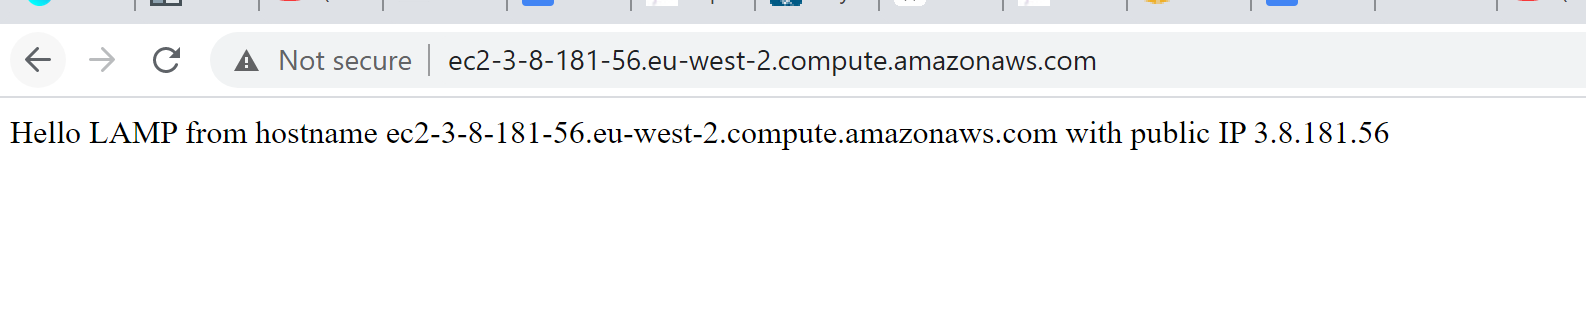 Not secure ec2-3-8-181-56.eu-west-2.compute.amazonaws.com
Hello LAMP from hostname ec2-3-8-181-56.eu-west-2.compute.amazonaws.com with public IP 3.8.181.56